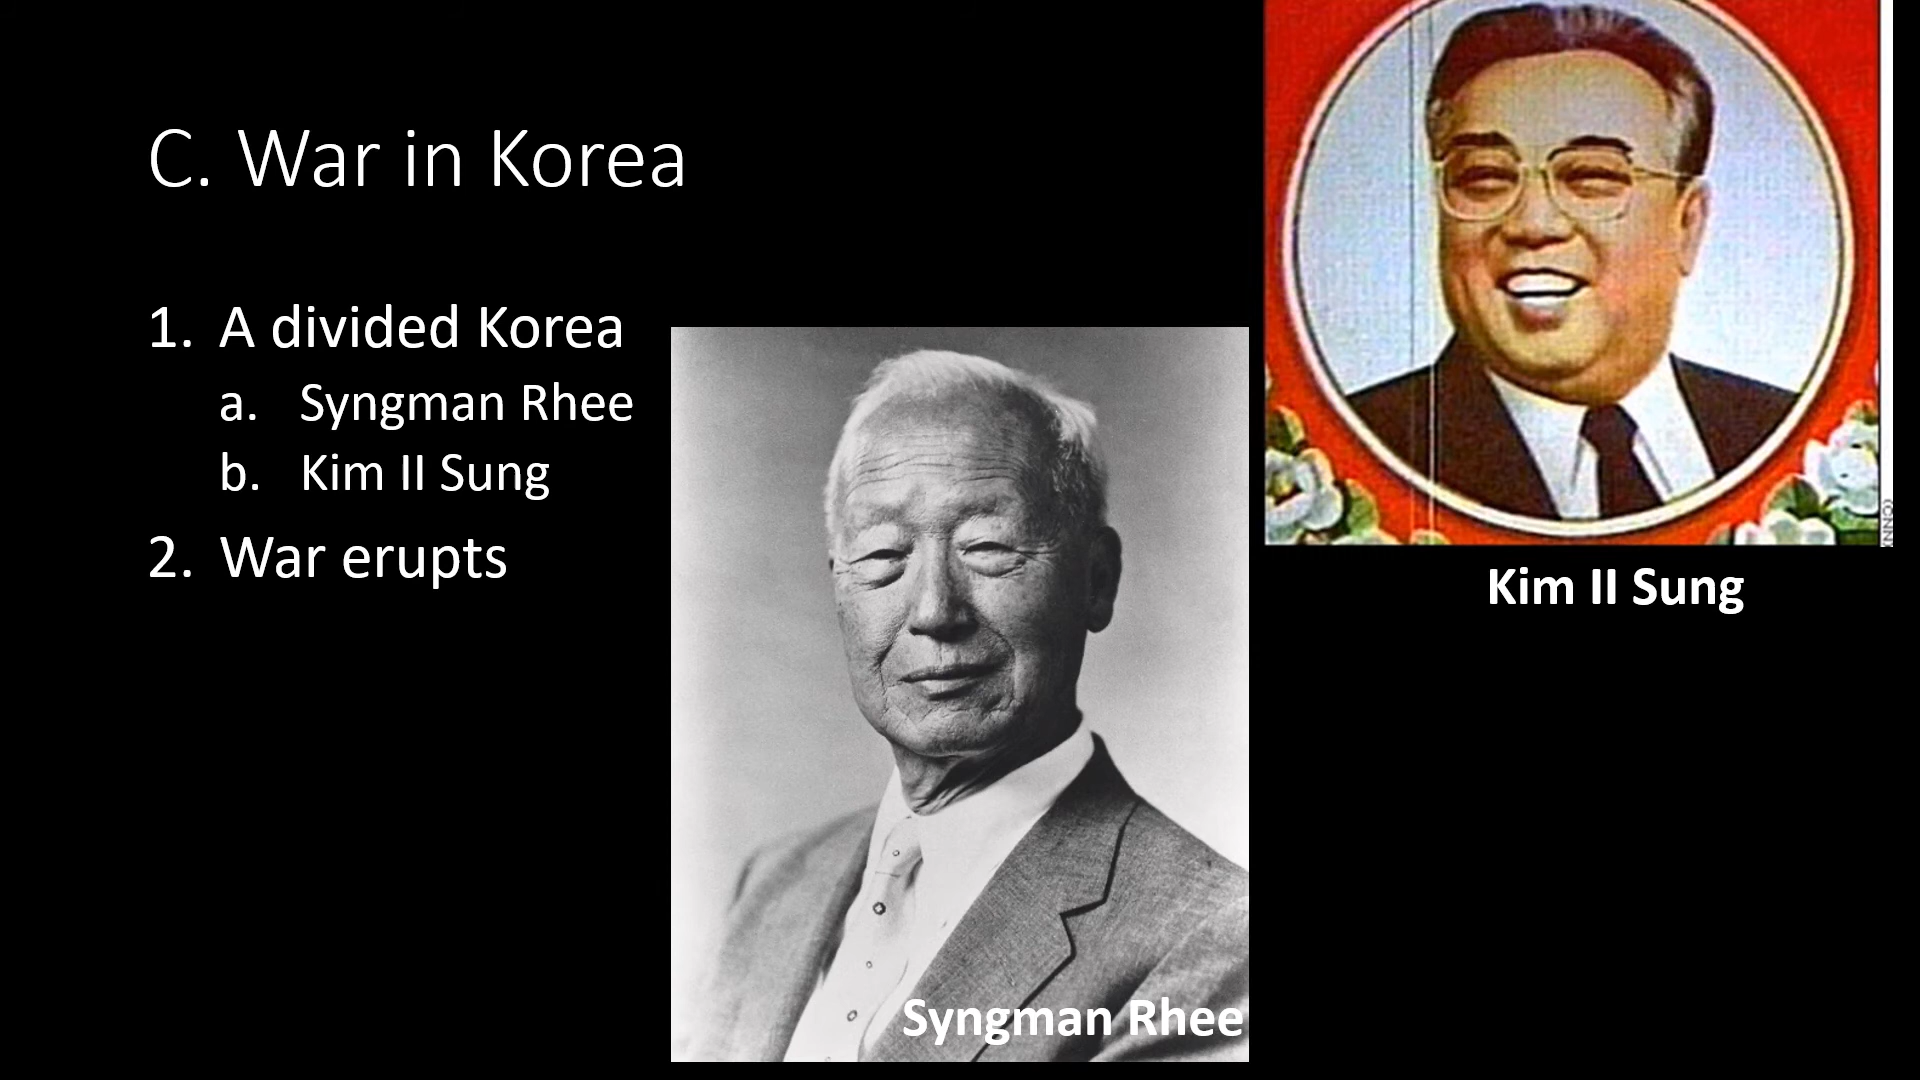 C. War in Korea
1. A divided Korea
a. Syngman Rhee
b. Kim II Sung
2. War erupts
Syngman Rhee
Kim II Sung
CNN